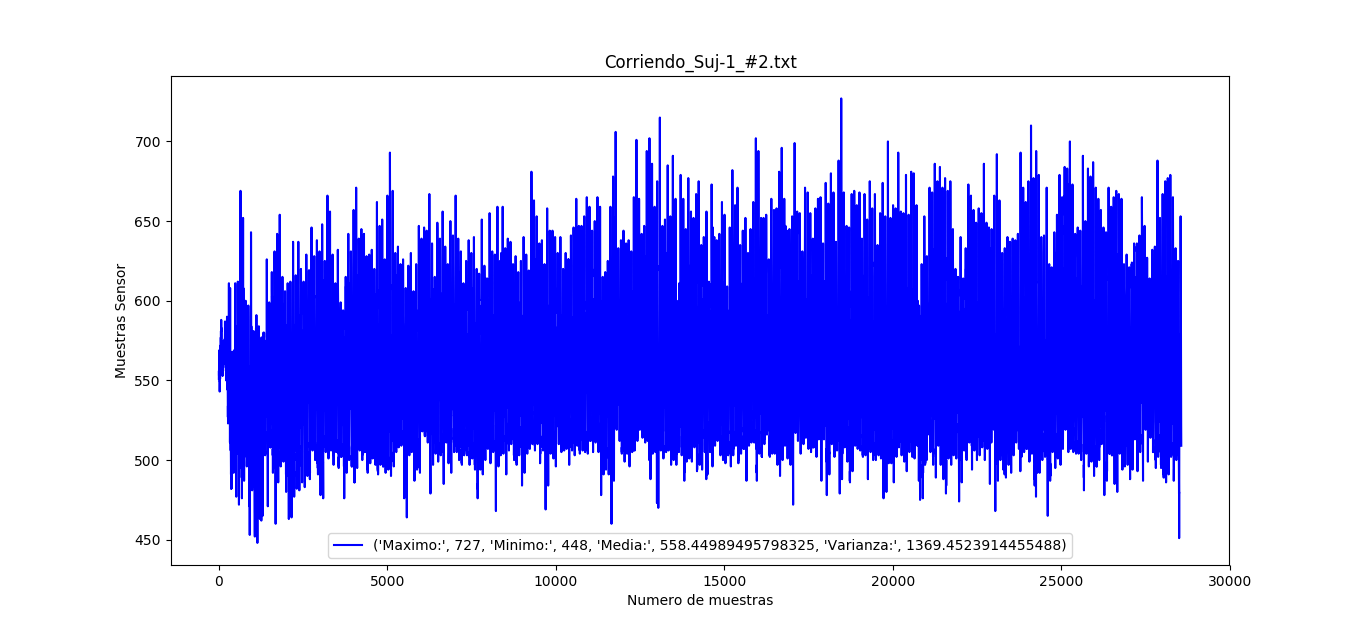 Corriendo_Suj-1_#2.txt
Muestras Sensor
700
650
600
550
500
450
('Maximo:', 727, 'Minimo:', 448, 'Media:', 558.44989495798325, 'Varianza:', 1369.4523914455488)
0 5000 10000 15000 20000 25000 30000
Numero de muestras